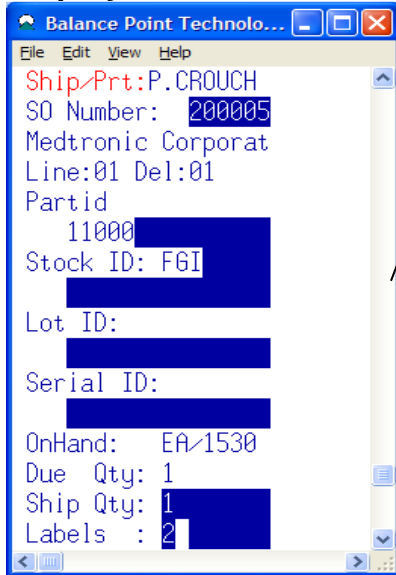 Balance Point Technolo...
File Edit View Help
Ship/Prt:P.CROUCH
SO Number: 200005
Medtronic Corporat
Line:01 Del:01
Partid
11000
Stock ID: FGI
Lot ID:
Serial ID:
OnHand: EA/1530
Due Qty: 1
Ship Qty: 1
Labels : 2